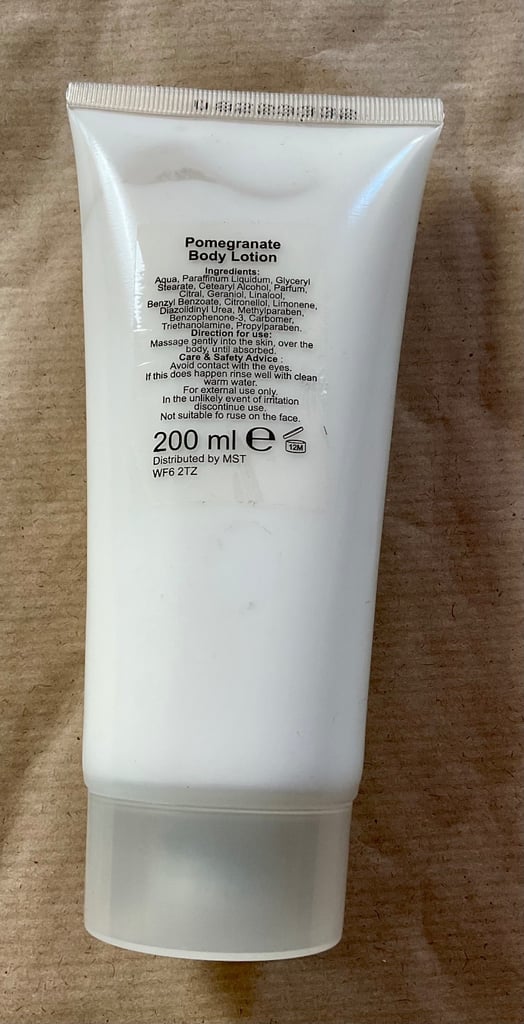 Pomegranate
Body Lotion
Ingredients:
Aqua, Paraffinum Liquidum, Glyceryl
Stearate, Cetearyl Alcohol, Parfum,
Citral, Geraniol, Linalool,
Benzyl Benzoate, Citronellol, Limonene,
Diazolidinyl Urea, Methylparaben,
Benzophenone-3, Carbomer,
Triethanolamine, Propylparaben.
Direction for use:
Massage gently into the skin, over the
body, until absorbed.
Care & Safety Advice :
Avoid contact with the eyes.
If this does happen rinse well with clean
warm water.
For external use only.
In the unlikely event of irritation
discontinue use.
Not suitable fo ruse on the face.
200 ml ℮ 12M
Distributed by MST
WF6 2TZ